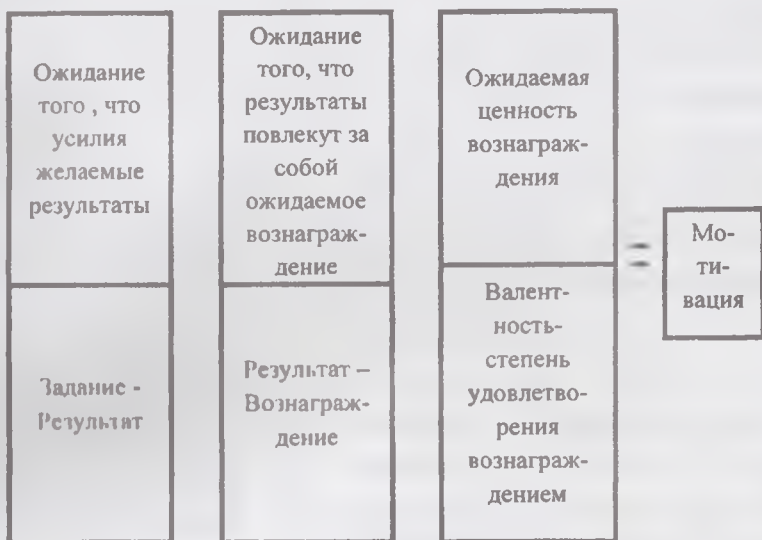 Ожидание
того , что
усилия
желаемые
результаты
Ожидание
того, что
результаты
повлекут за
собой
ожидаемое
вознаграж-
дение
Ожидаемая
ценность
вознаграж-
дения
Задание -
Результат
Результат –
Вознаграж-
дение
Валент-
ность-
степень
удовлетво-
рения
вознаграж-
дением
=
Мо-
ти-
вация